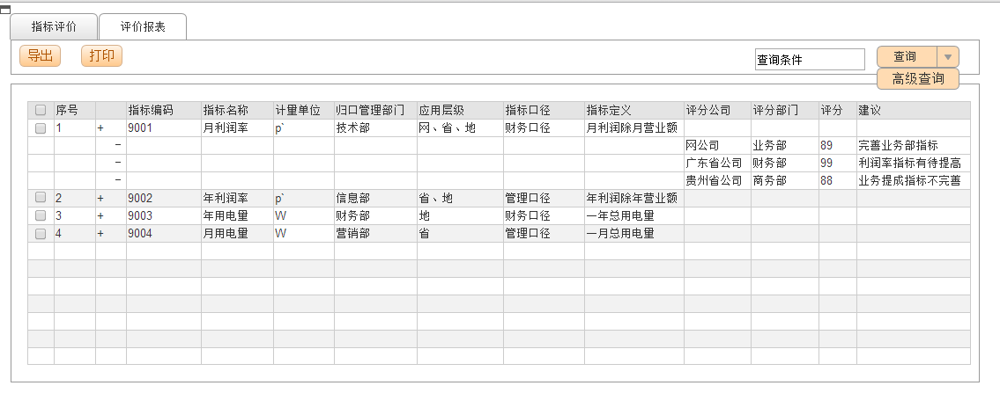 指标评价 评价报表
导出 打印 查询条件 查询
高级查询
序号 指标编码 指标名称 计量单位 归口管理部门 应用层级 指标口径 指标定义 评分公司 评分部门 评分 建议
1 + 9001 月利润率 p` 技术部 网、省、地 财务口径 月利润除月营业额
− 网公司 业务部 89 完善业务部指标
− 广东省公司 财务部 99 利润率指标有待提高
− 贵州省公司 商务部 88 业务提成指标不完善
2 + 9002 年利润率 p` 信息部 省、地 管理口径 年利润除年营业额
3 + 9003 年用电量 W 财务部 地 财务口径 一年总用电量
4 + 9004 月用电量 W 营销部 省 管理口径 一月总用电量